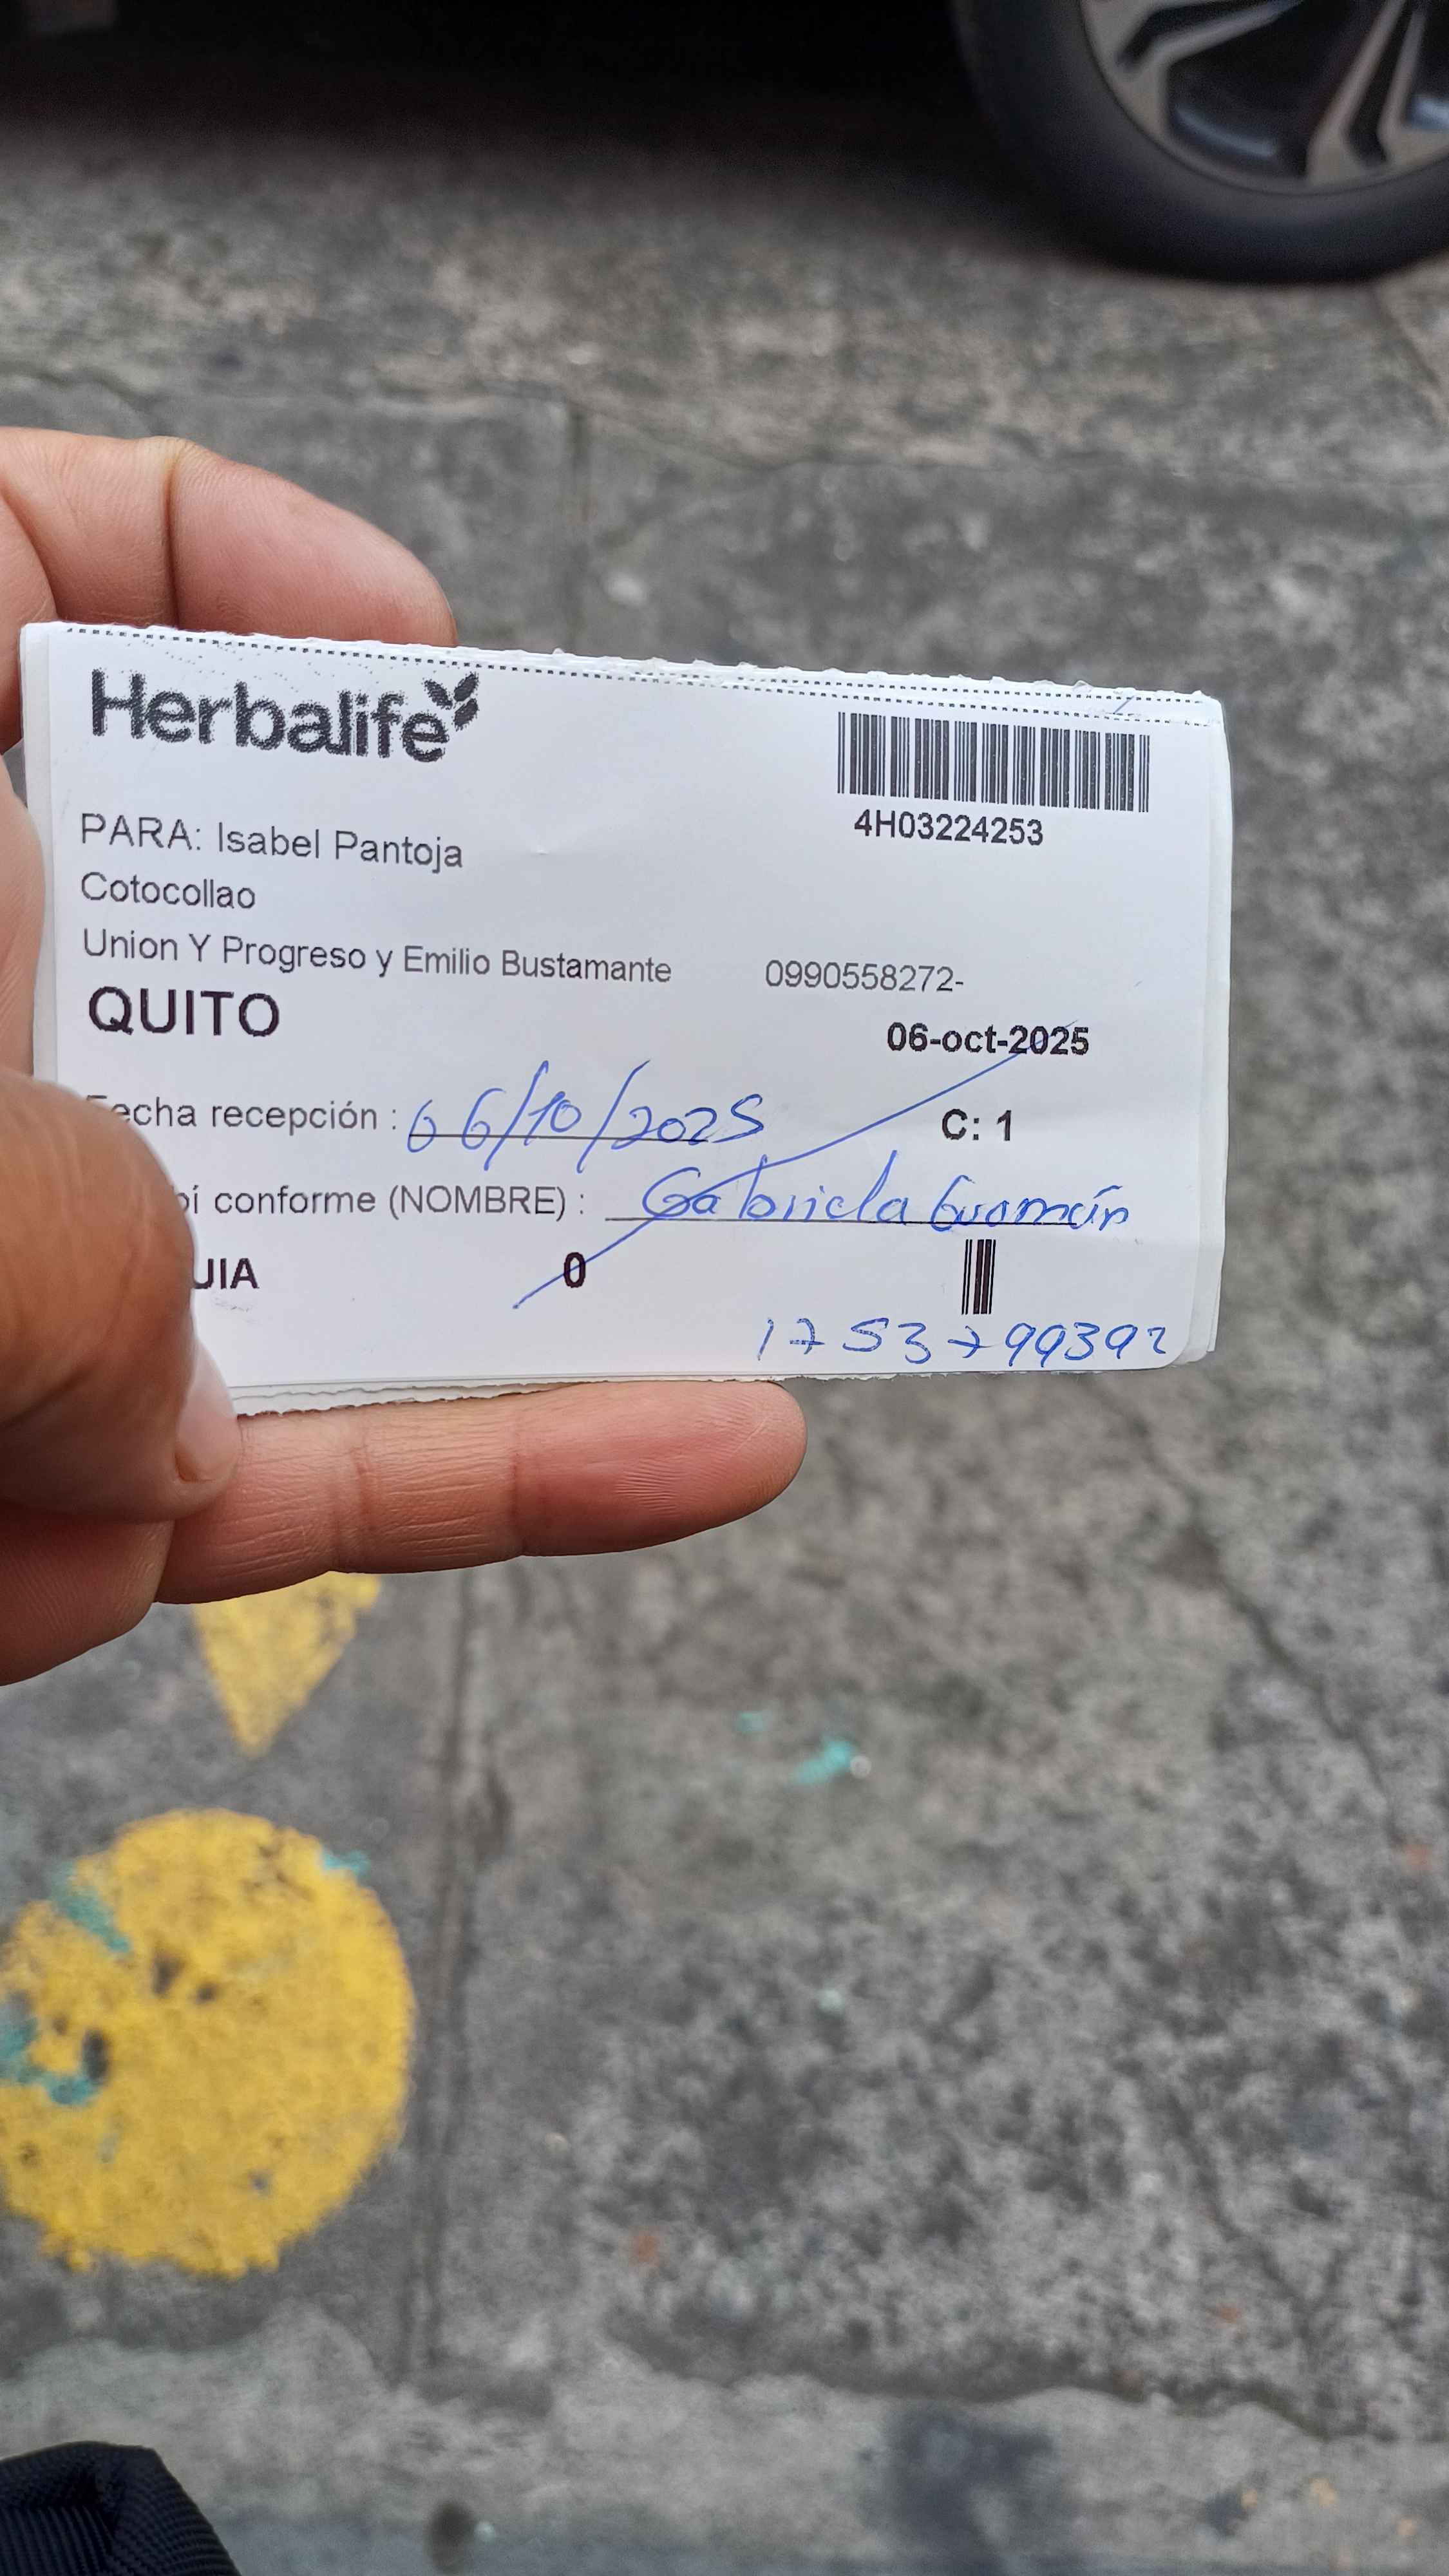 Herbalife
4H03224253
PARA: Isabel Pantoja
Cotocollao
Union Y Progreso y Emilio Bustamante 0990558272-
QUITO
06-oct-2025
echa recepción : 06/10/2025
C: 1
bí conforme (NOMBRE) : Gabriela Guamán
UIA 0
1753799392